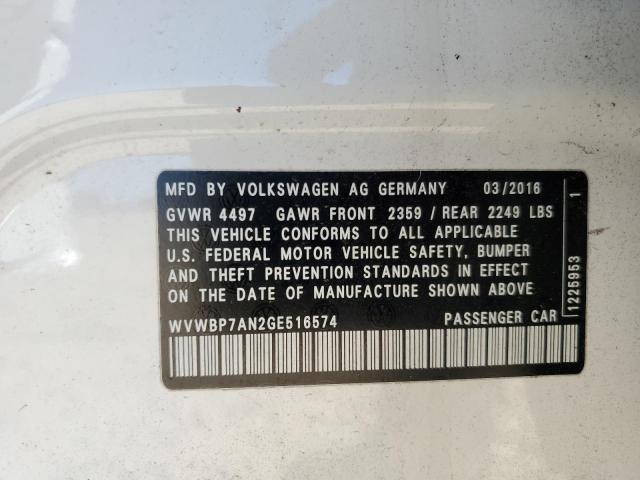 MFD BY VOLKSWAGEN AG GERMANY 03/2016
GVWR 4497 GAWR FRONT 2359 / REAR 2249 LBS
THIS VEHICLE CONFORMS TO ALL APPLICABLE
U.S. FEDERAL MOTOR VEHICLE SAFETY, BUMPER
AND THEFT PREVENTION STANDARDS IN EFFECT
ON THE DATE OF MANUFACTURE SHOWN ABOVE
WVWBP7AN2GE516574 PASSENGER CAR
1225953 1